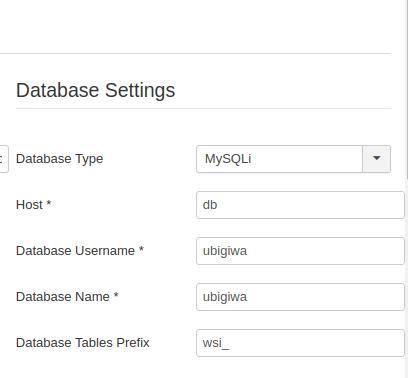 Database Settings
Database Type MySQLi
Host * db
Database Username * ubigiwa
Database Name * ubigiwa
Database Tables Prefix wsi_